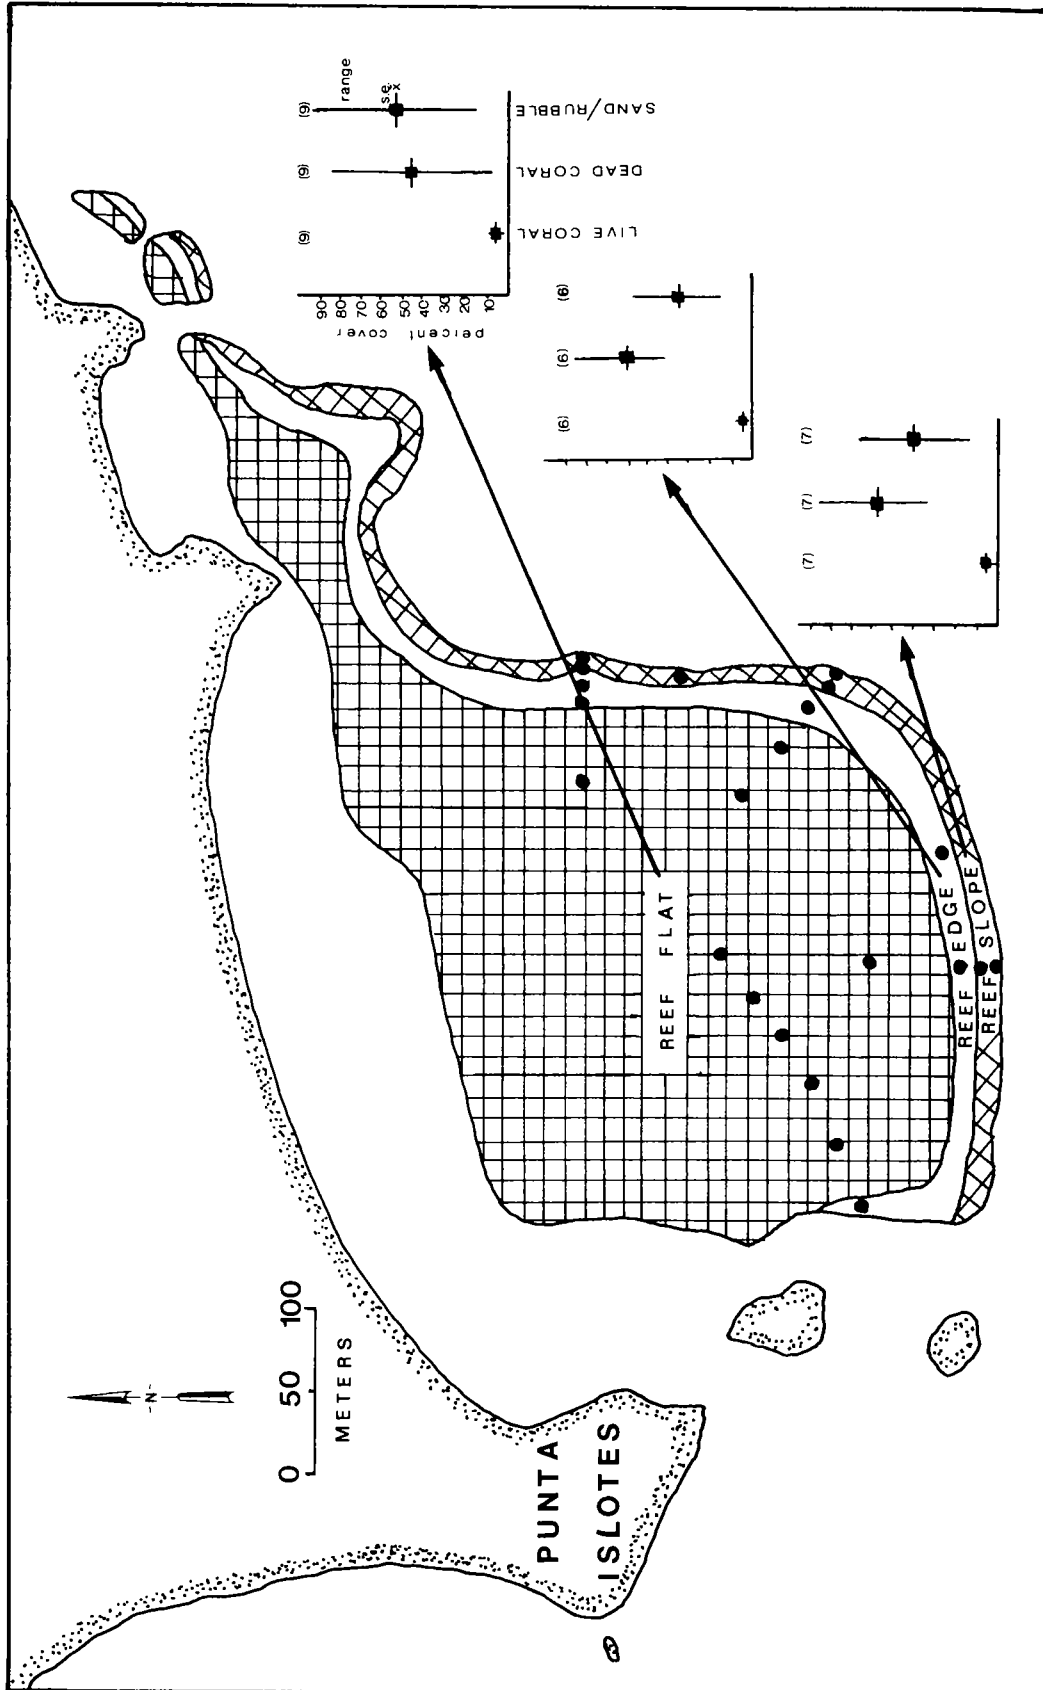 PUNTA
ISLOTES
0 50 100
METERS
-N-
REEF FLAT
REEF EDGE
REEF SLOPE
percent cover
90
80
70
60
50
40
30
20
10
(9) (9) (9)
range
s.e.
x
LIVE CORAL
DEAD CORAL
SAND/RUBBLE
(6) (6) (6)
(7) (7) (7)